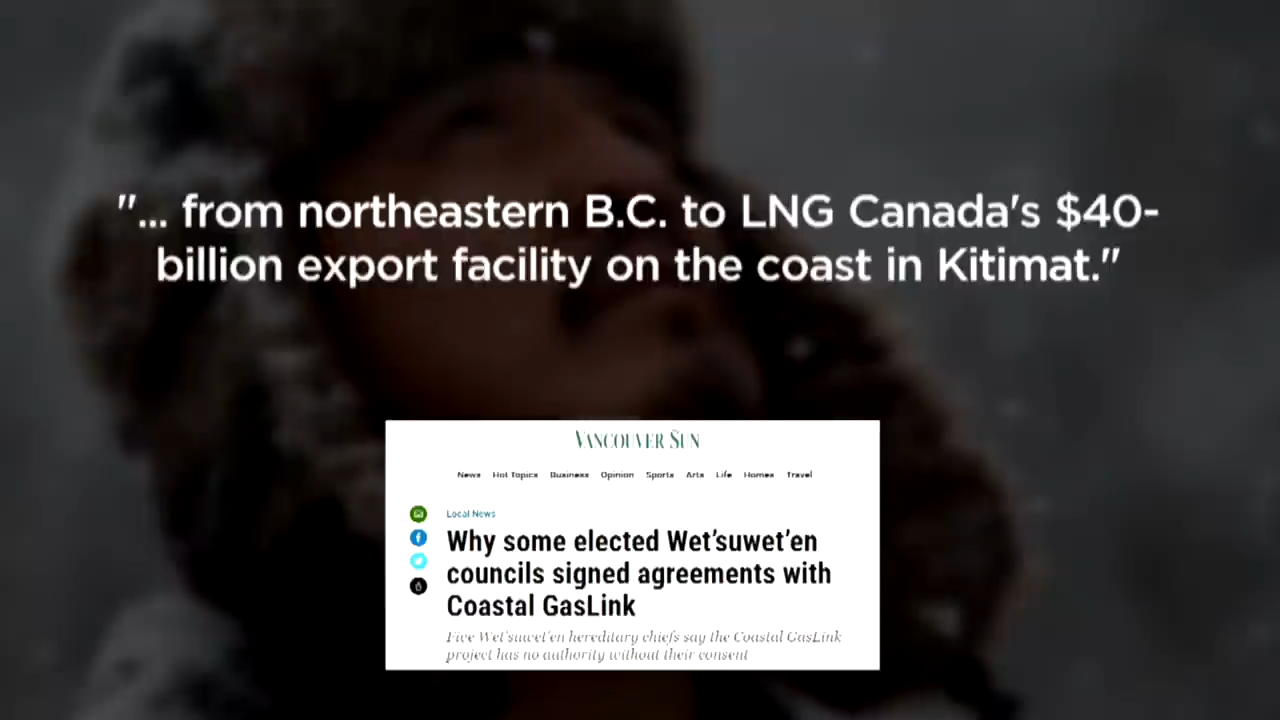 "... from northeastern B.C. to LNG Canada's $40-
billion export facility on the coast in Kitimat."
VANCOUVER SUN
News Hot Topics Business Opinion Sports Arts Life Homes Travel
Local News
Why some elected Wet’suwet’en
councils signed agreements with
Coastal GasLink
Five Wet'suwet'en hereditary chiefs say the Coastal GasLink
project has no authority without their consent